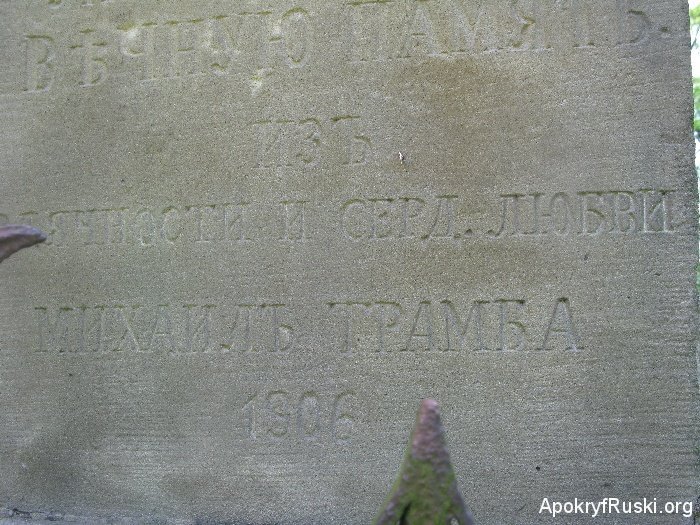 ВѢЧНУЮ ПАМЯТЬ
ИЗЪ
И СЕРД. ЛЮБВИ
МИХАИЛЪ ТРАМБА
1906
ApokryfRuski.org